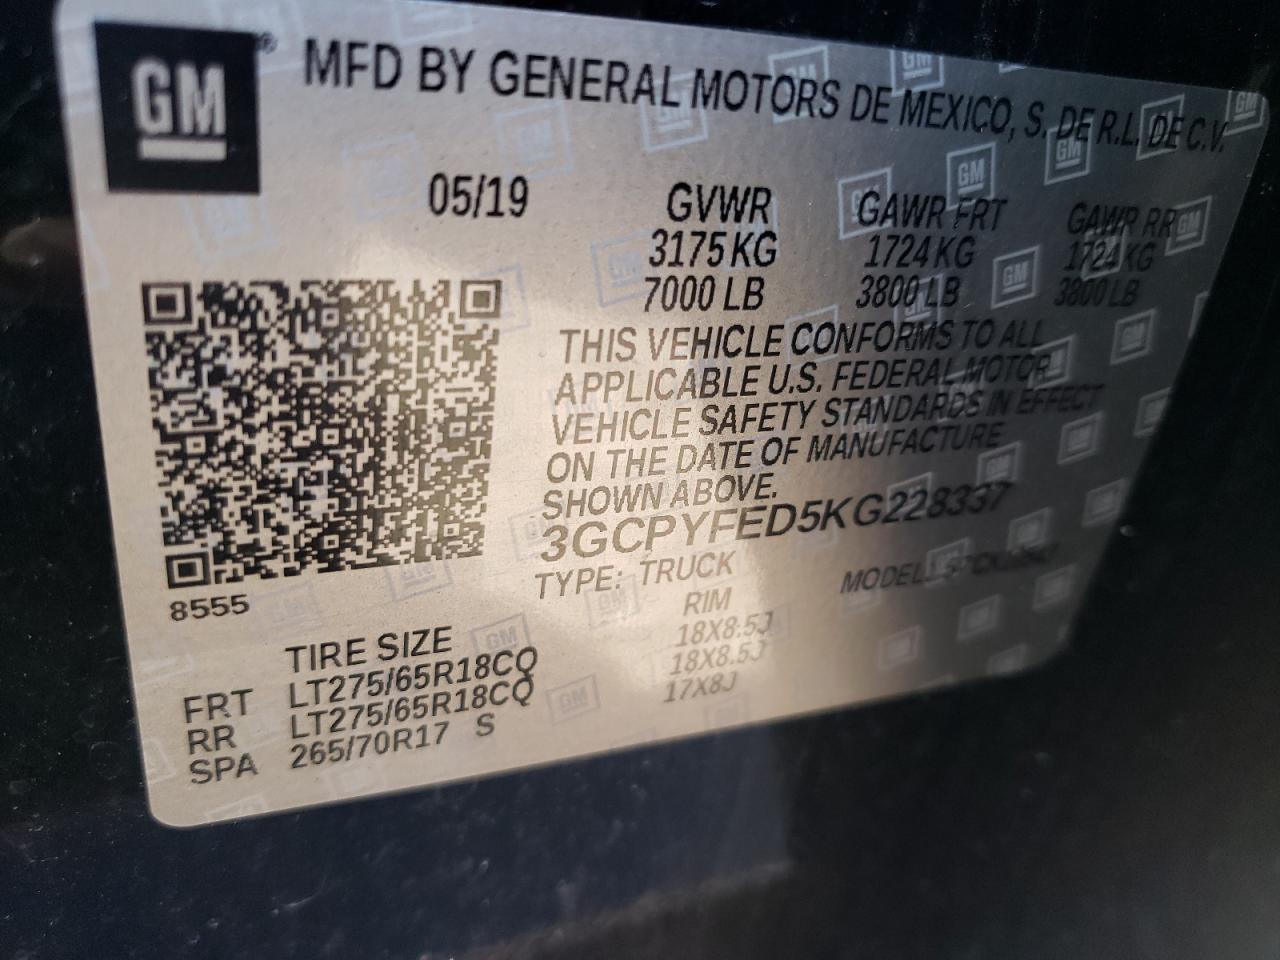 GM
MFD BY GENERAL MOTORS DE MEXICO, S. DE R.L. DE C.V.
05/19 GVWR GAWR FRT GAWR RR
3175 KG 1724 KG 1724 KG
7000 LB 3800 LB 3800 LB
THIS VEHICLE CONFORMS TO ALL
APPLICABLE U.S. FEDERAL MOTOR
VEHICLE SAFETY STANDARDS IN EFFECT
ON THE DATE OF MANUFACTURE
SHOWN ABOVE.
3GCPYFED5KG228337
TYPE: TRUCK MODEL:
8555
TIRE SIZE RIM
FRT LT275/65R18CQ 18X8.5J
RR LT275/65R18CQ 18X8.5J
SPA 265/70R17 S 17X8J